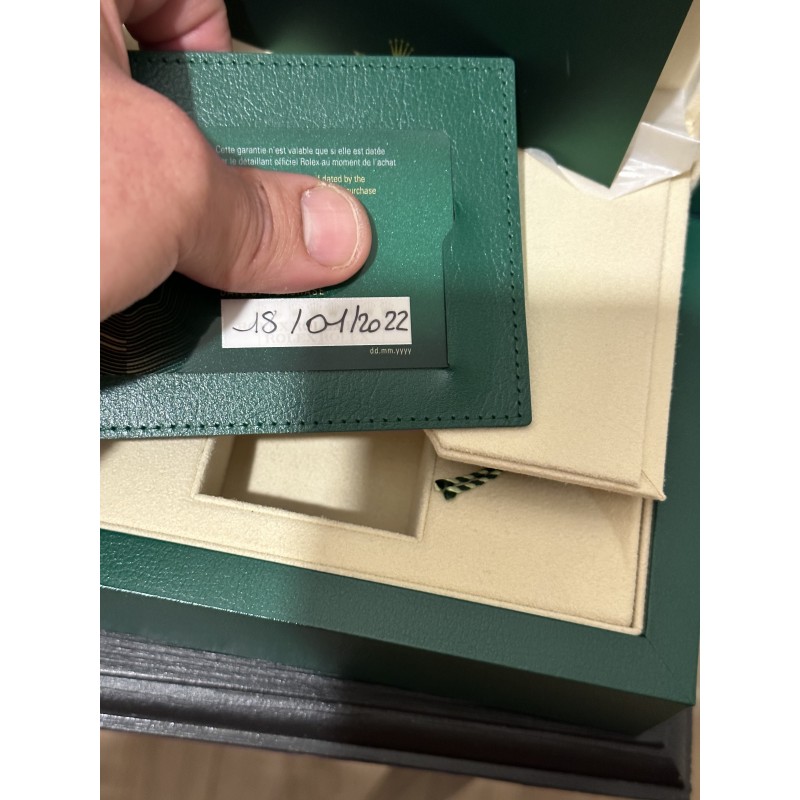 Cette garantie n'est valable que si elle est datée
le détaillant officiel Rolex au moment de l'achat
dated by the
purchase
18/01/2022
dd.mm.yyyy